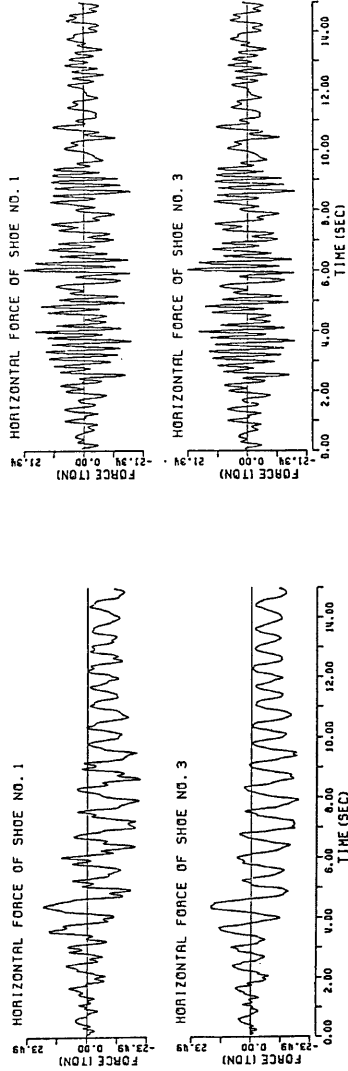 HORIZONTAL FORCE OF SHOE NO. 1
23.49
0.00
-23.49
FORCE (TON)
HORIZONTAL FORCE OF SHOE NO. 3
23.49
0.00
-23.49
FORCE (TON)
0.00 2.00 4.00 6.00 8.00 10.00 12.00 14.00
TIME (SEC)
HORIZONTAL FORCE OF SHOE NO. 1
21.34
0.00
-21.34
FORCE (TON)
HORIZONTAL FORCE OF SHOE NO. 3
21.34
0.00
-21.34
FORCE (TON)
0.00 2.00 4.00 6.00 8.00 10.00 12.00 14.00
TIME (SEC)